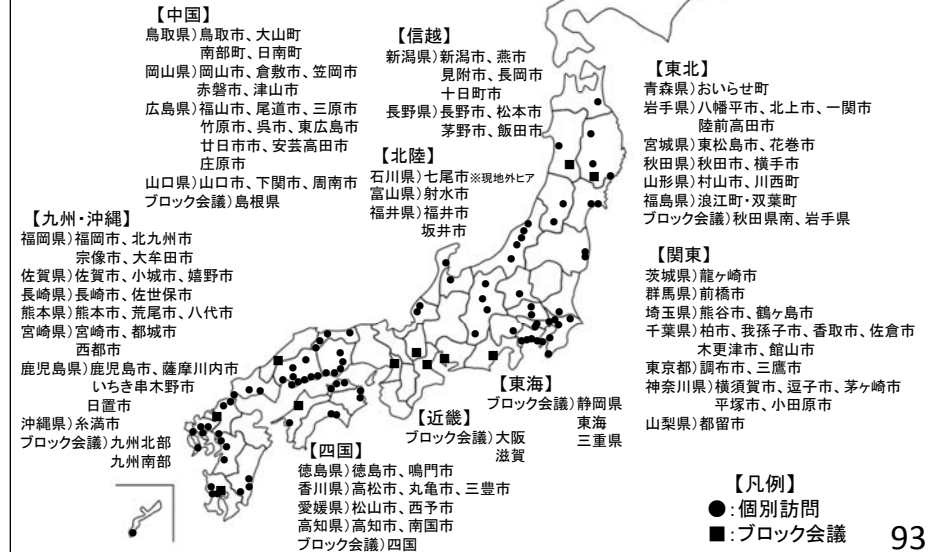 【中国】
鳥取県）鳥取市、大山町
南部町、日南町
岡山県）岡山市、倉敷市、笠岡市
赤磐市、津山市
広島県）福山市、尾道市、三原市
竹原市、呉市、東広島市
廿日市市、安芸高田市
庄原市
山口県）山口市、下関市、周南市
ブロック会議）島根県
【信越】
新潟県）新潟市、燕市
見附市、長岡市
十日町市
長野県）長野市、松本市
茅野市、飯田市
【北陸】
石川県）七尾市※現地外ヒア
富山県）射水市
福井県）福井市
坂井市
【東北】
青森県）おいらせ町
岩手県）八幡平市、北上市、一関市
陸前高田市
宮城県）東松島市、花巻市
秋田県）秋田市、横手市
山形県）村山市、川西町
福島県）浪江町・双葉町
ブロック会議）秋田県南、岩手県
【九州・沖縄】
福岡県）福岡市、北九州市
宗像市、大牟田市
佐賀県）佐賀市、小城市、嬉野市
長崎県）長崎市、佐世保市
熊本県）熊本市、荒尾市、八代市
宮崎県）宮崎市、都城市
西都市
鹿児島県）鹿児島市、薩摩川内市
いちき串木野市
日置市
沖縄県）糸満市
ブロック会議）九州北部
九州南部
【関東】
茨城県）龍ヶ崎市
群馬県）前橋市
埼玉県）熊谷市、鶴ヶ島市
千葉県）柏市、我孫子市、香取市、佐倉市
木更津市、館山市
東京都）調布市、三鷹市
神奈川県）横須賀市、逗子市、茅ヶ崎市
平塚市、小田原市
山梨県）都留市
【東海】
ブロック会議）静岡県
東海
三重県
【近畿】
ブロック会議）大阪
滋賀
【四国】
徳島県）徳島市、鳴門市
香川県）高松市、丸亀市、三豊市
愛媛県）松山市、西予市
高知県）高知市、南国市
ブロック会議）四国
【凡例】
●：個別訪問
■：ブロック会議
93